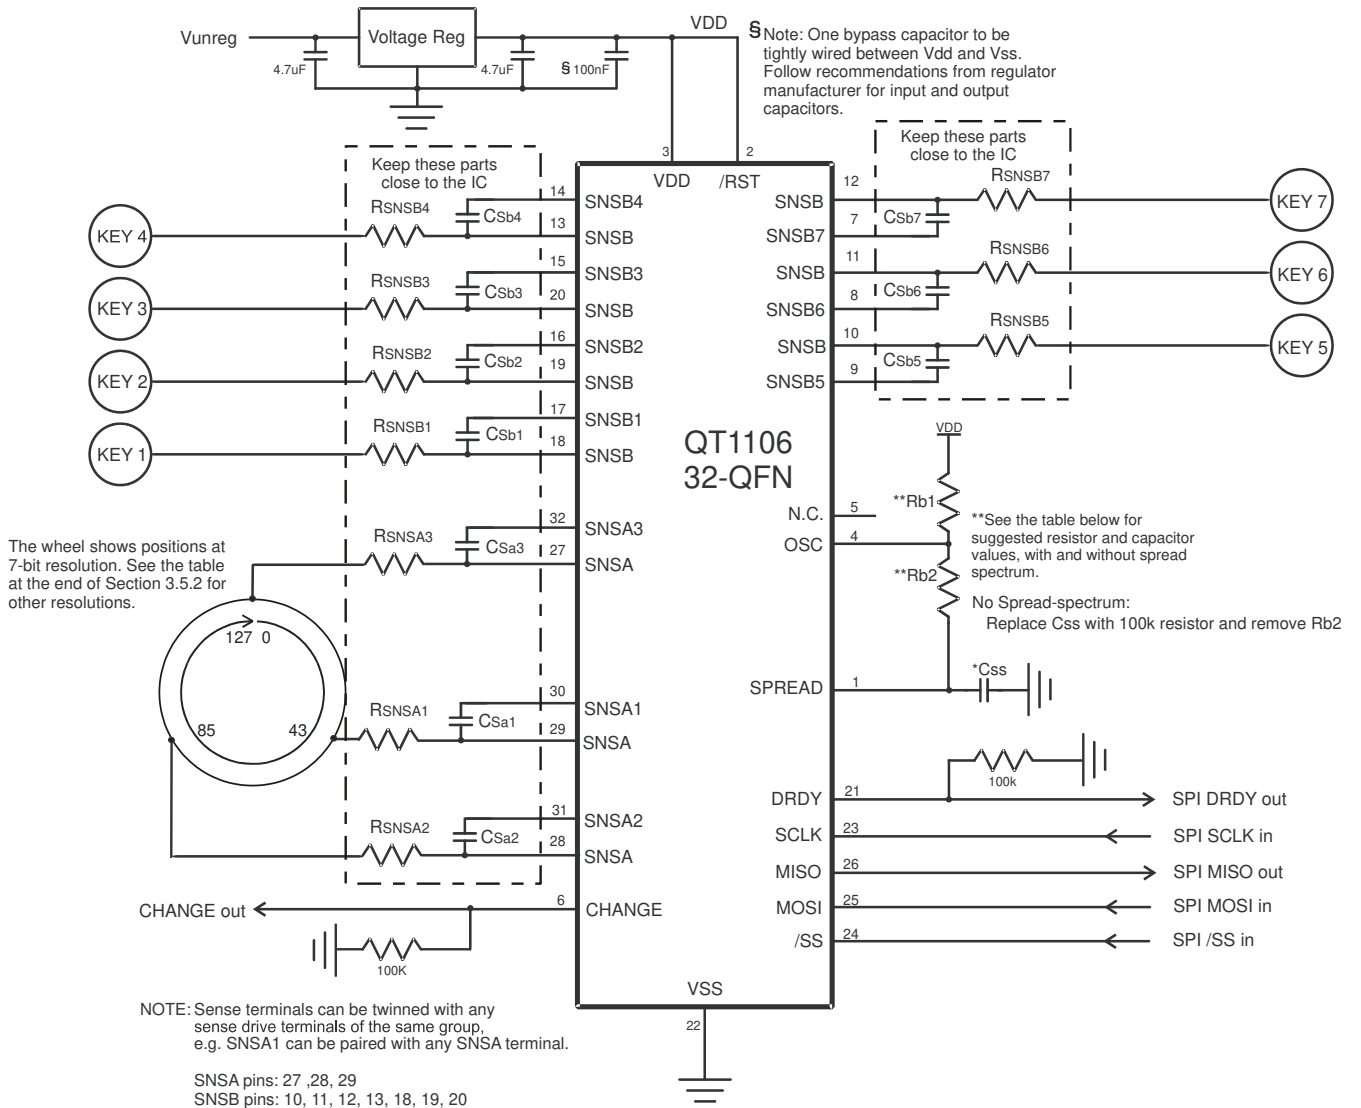 Vunreg
Voltage Reg
VDD
4.7uF
4.7uF
§ 100nF
§ Note: One bypass capacitor to be
tightly wired between Vdd and Vss.
Follow recommendations from regulator
manufacturer for input and output
capacitors.
Keep these parts
close to the IC
Keep these parts
close to the IC
3
2
VDD
/RST
QT1106
32-QFN
KEY 4
RSNSB4
CSb4
14
SNSB4
13
SNSB
KEY 3
RSNSB3
CSb3
15
SNSB3
20
SNSB
KEY 2
RSNSB2
CSb2
16
SNSB2
19
SNSB
KEY 1
RSNSB1
CSb1
17
SNSB1
18
SNSB
The wheel shows positions at
7-bit resolution. See the table
at the end of Section 3.5.2 for
other resolutions.
RSNSA3
CSa3
32
SNSA3
27
SNSA
127 0
85
43
RSNSA1
CSa1
30
SNSA1
29
SNSA
RSNSA2
CSa2
31
SNSA2
28
SNSA
CHANGE out
6
CHANGE
100K
SNSB
12
RSNSB7
KEY 7
SNSB7
7
CSb7
SNSB
11
RSNSB6
KEY 6
SNSB6
8
CSb6
SNSB
10
RSNSB5
KEY 5
SNSB5
9
CSb5
VDD
**Rb1
N.C.
5
OSC
4
**Rb2
**See the table below for
suggested resistor and capacitor
values, with and without spread
spectrum.
No Spread-spectrum:
Replace Css with 100k resistor and remove Rb2
SPREAD
1
*Css
100k
DRDY
21
SPI DRDY out
SCLK
23
SPI SCLK in
MISO
26
SPI MISO out
MOSI
25
SPI MOSI in
/SS
24
SPI /SS in
VSS
22
NOTE: Sense terminals can be twinned with any
sense drive terminals of the same group,
e.g. SNSA1 can be paired with any SNSA terminal.
SNSA pins: 27 ,28, 29
SNSB pins: 10, 11, 12, 13, 18, 19, 20